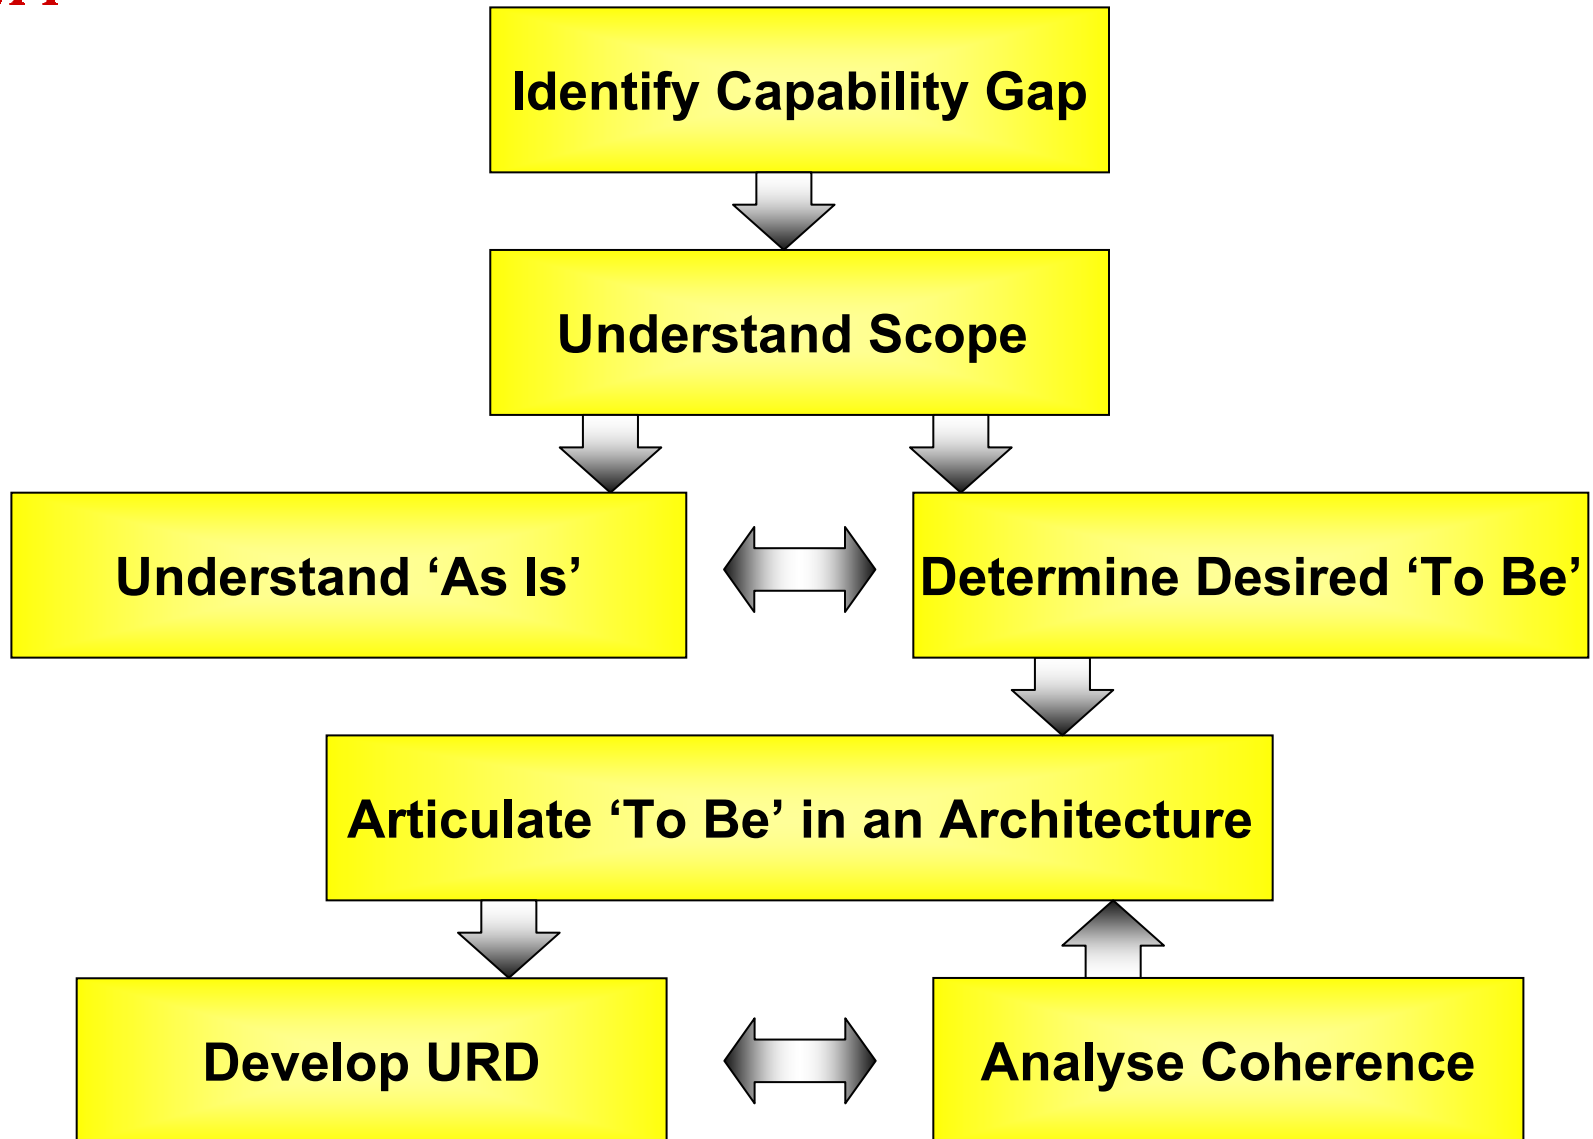 Identify Capability Gap
Understand Scope
Understand ‘As Is’
Determine Desired ‘To Be’
Articulate ‘To Be’ in an Architecture
Develop URD
Analyse Coherence